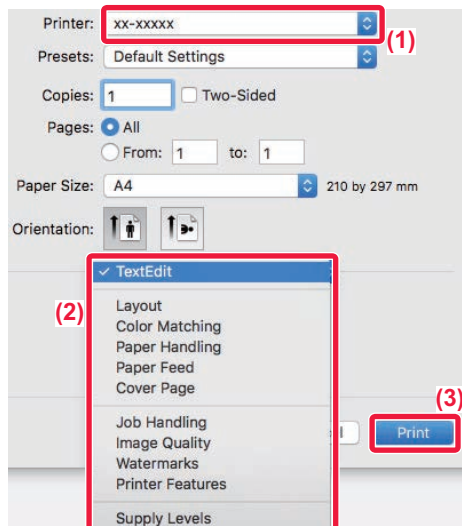 Printer: xx-xxxxx
(1)
Presets: Default Settings
Copies: 1 Two-Sided
Pages: All
From: 1 to: 1
Paper Size: A4 210 by 297 mm
Orientation:
✓ TextEdit
(2)
Layout
Color Matching
Paper Handling
Paper Feed
Cover Page
(3)
Job Handling
Image Quality
Watermarks
Printer Features
Print
Supply Levels